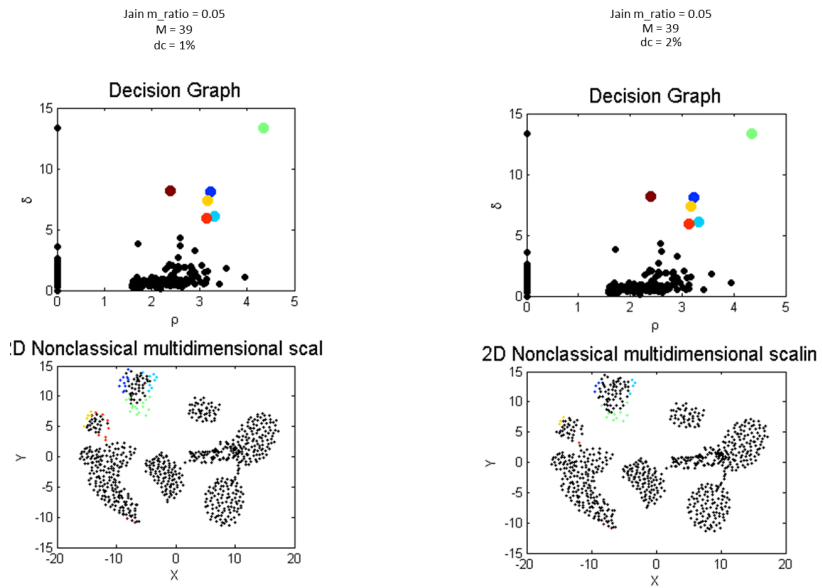 Jain m_ratio = 0.05
M = 39
dc = 1%
Decision Graph
15
10
5
0
δ
0 1 2 3 4 5
ρ
2D Nonclassical multidimensional scal
15
10
5
0
-5
-10
-15
Y
-20 -10 0 10 20
X
Jain m_ratio = 0.05
M = 39
dc = 2%
Decision Graph
15
10
5
0
δ
0 1 2 3 4 5
ρ
2D Nonclassical multidimensional scalin
15
10
5
0
-5
-10
-15
Y
-20 -10 0 10 20
X